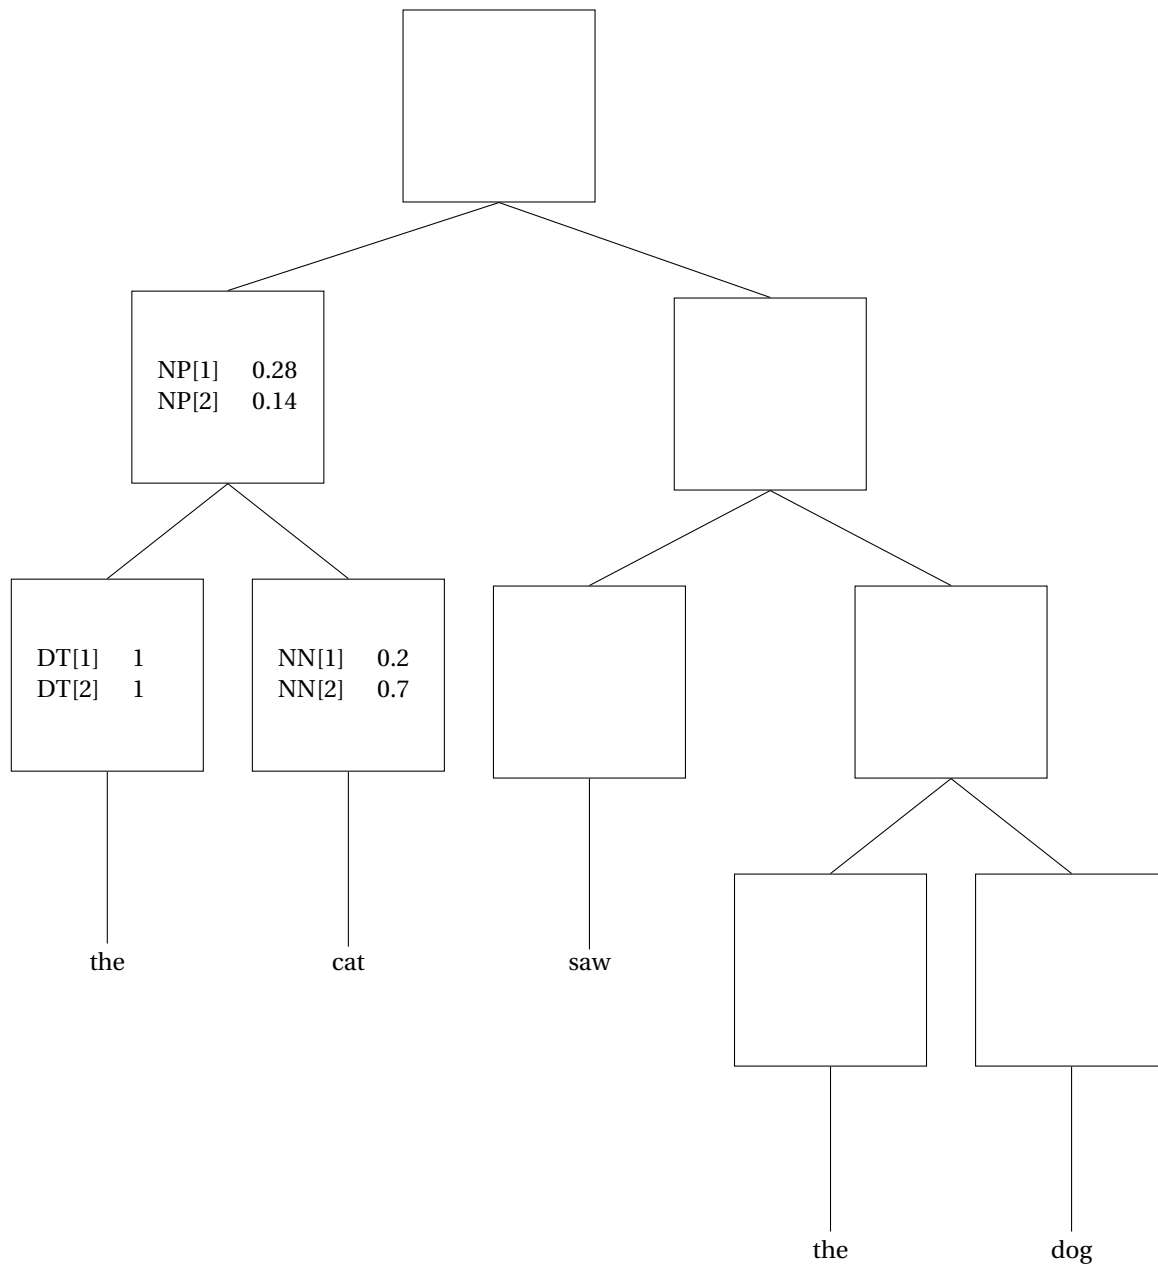 NP[1] 0.28
NP[2] 0.14
DT[1] 1
DT[2] 1
NN[1] 0.2
NN[2] 0.7
the cat saw
the dog